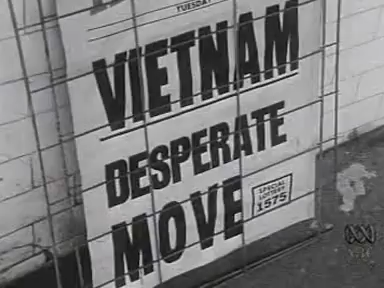 TUESDAY
VIETNAM
DESPERATE
MOVE
SPECIAL
LOTTERY
1575